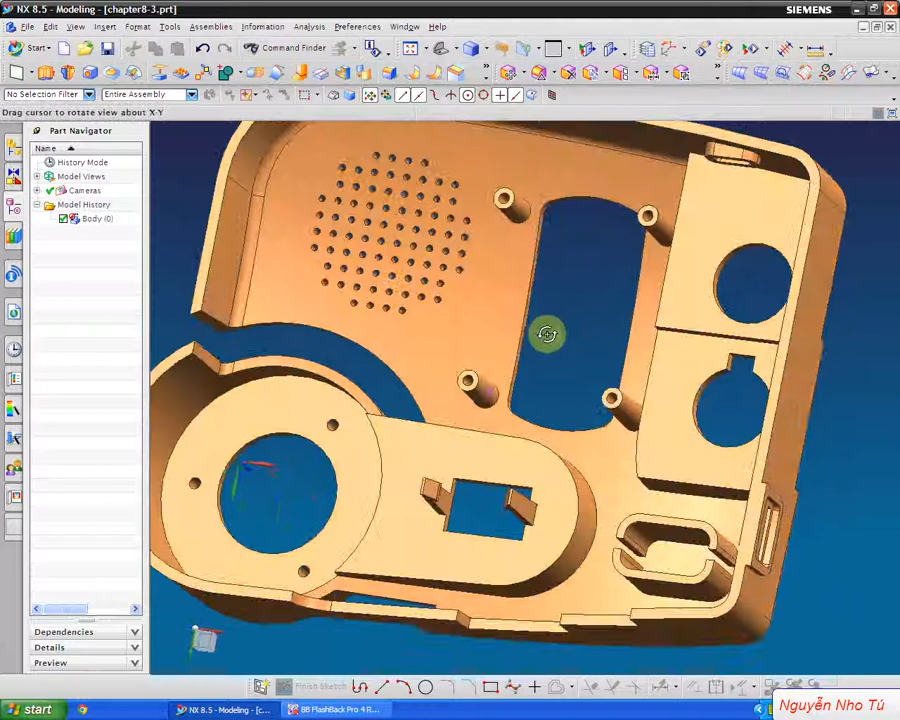 NX 8.5 - Modeling - [chapter8-3.prt]
SIEMENS
File Edit View Insert Format Tools Assemblies Information Analysis Preferences Window Help
Start
Command Finder
No Selection Filter
Entire Assembly
Drag cursor to rotate view about X-Y
Part Navigator
Name
History Mode
Model Views
Cameras
Model History
Body (0)
Dependencies
Details
Preview
Finish Sketch
start
NX 8.5 - Modeling - [c...
BB FlashBack Pro 4 R...
Nguyễn Nho Tú